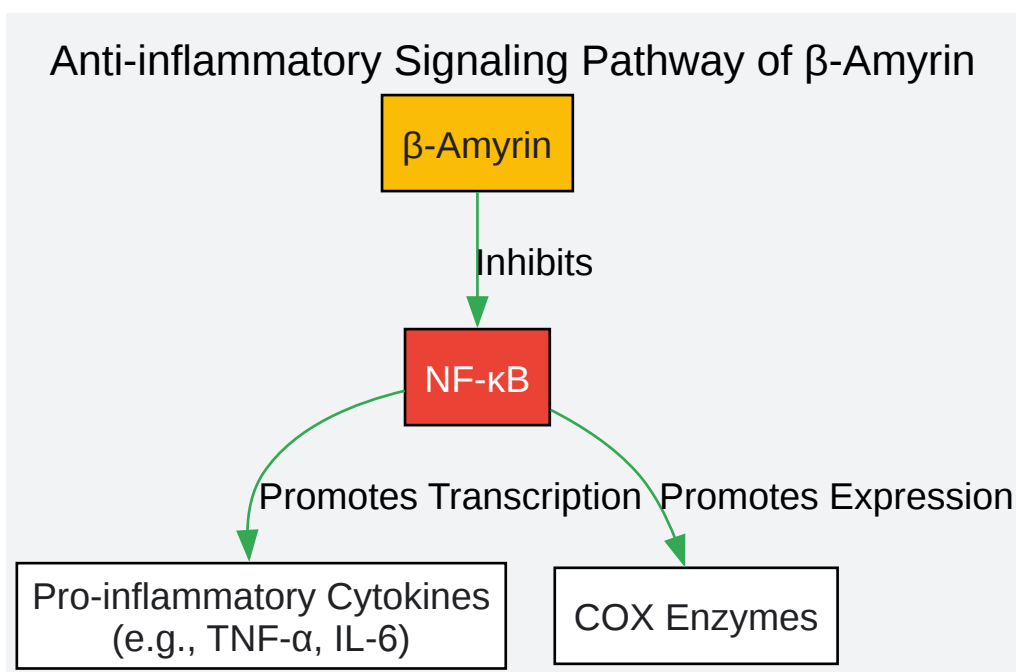 Anti-inflammatory Signaling Pathway of β-Amyrin
β-Amyrin
Inhibits
NF-κB
Promotes Transcription
Promotes Expression
Pro-inflammatory Cytokines
(e.g., TNF-α, IL-6)
COX Enzymes